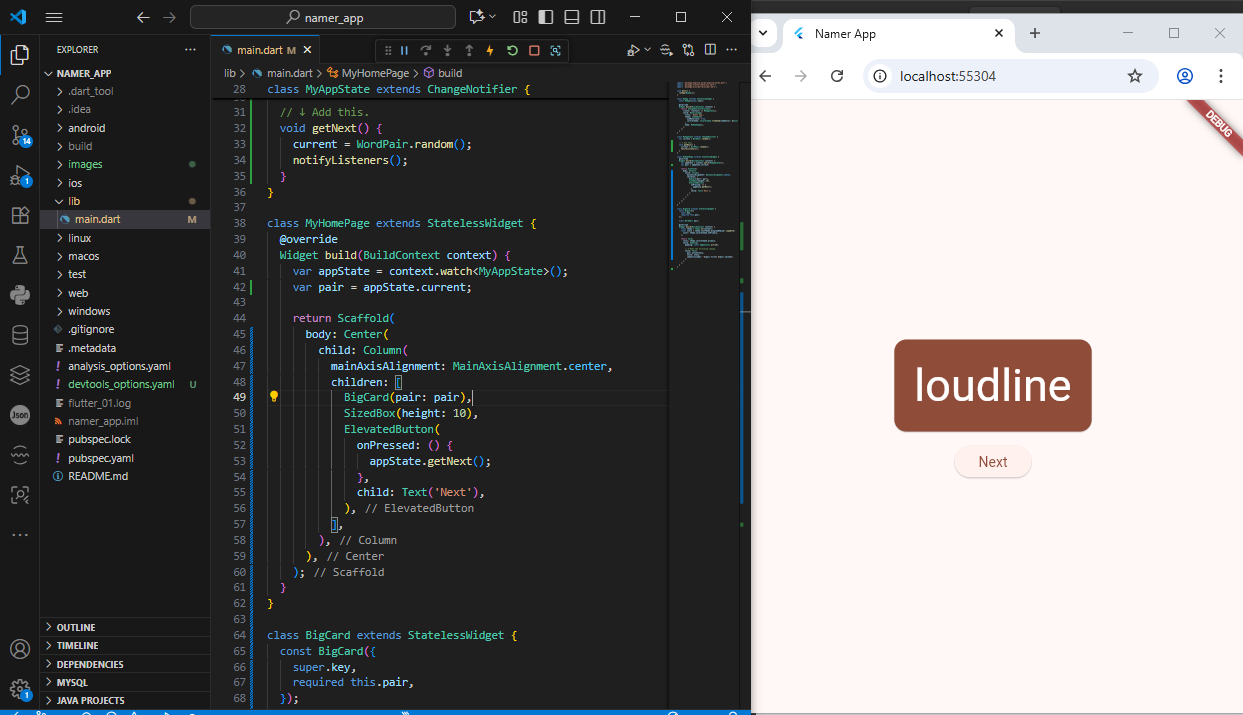 namer_app
EXPLORER
NAMER_APP
.dart_tool
.idea
android
build
images
ios
lib
main.dart M
linux
macos
test
web
windows
.gitignore
.metadata
analysis_options.yaml
devtools_options.yaml U
flutter_01.log
namer_app.iml
pubspec.lock
pubspec.yaml
README.md
OUTLINE
TIMELINE
DEPENDENCIES
MYSQL
JAVA PROJECTS
14
1
Json
1
main.dart M
lib > main.dart > MyHomePage > build
28 class MyAppState extends ChangeNotifier {
31 // ↓ Add this.
32 void getNext() {
33 current = WordPair.random();
34 notifyListeners();
35 }
36 }
37
38 class MyHomePage extends StatelessWidget {
39 @override
40 Widget build(BuildContext context) {
41 var appState = context.watch<MyAppState>();
42 var pair = appState.current;
43
44 return Scaffold(
45 body: Center(
46 child: Column(
47 mainAxisAlignment: MainAxisAlignment.center,
48 children: [
49 BigCard(pair: pair),
50 SizedBox(height: 10),
51 ElevatedButton(
52 onPressed: () {
53 appState.getNext();
54 },
55 child: Text('Next'),
56 ), // ElevatedButton
57 ],
58 ), // Column
59 ), // Center
60 ); // Scaffold
61 }
62 }
63
64 class BigCard extends StatelessWidget {
65 const BigCard({
66 super.key,
67 required this.pair,
68 });
Namer App
localhost:55304
DEBUG
loudline
Next